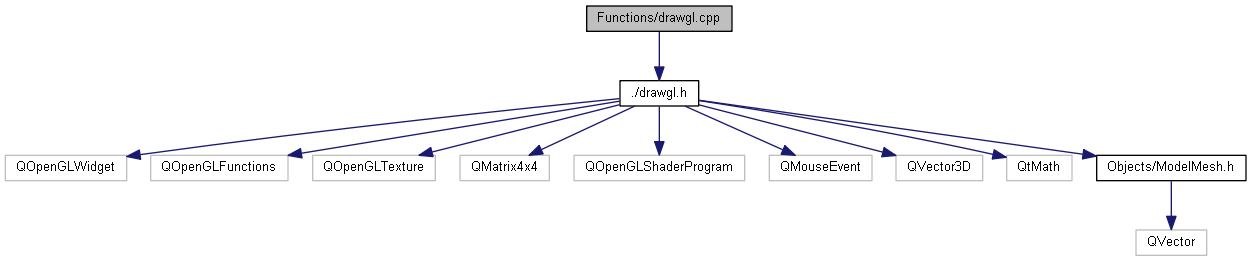 Functions/drawgl.cpp
./drawgl.h
QOpenGLWidget
QOpenGLFunctions
QOpenGLTexture
QMatrix4x4
QOpenGLShaderProgram
QMouseEvent
QVector3D
QtMath
Objects/ModelMesh.h
QVector